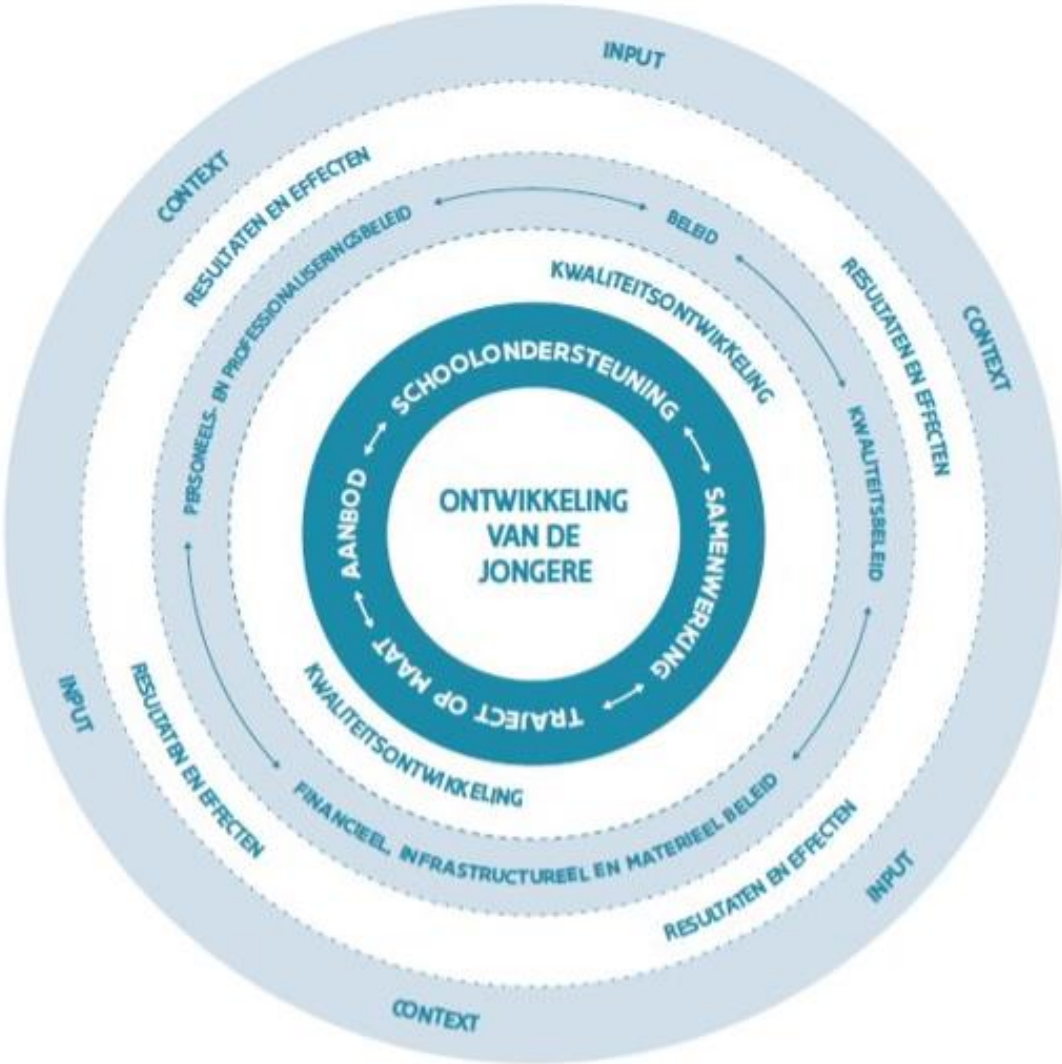 INPUT
CONTEXT
CONTEXT
INPUT
INPUT
CONTEXT
RESULTATEN EN EFFECTEN
RESULTATEN EN EFFECTEN
RESULTATEN EN EFFECTEN
RESULTATEN EN EFFECTEN
PERSONEELS- EN PROFESSIONALISERINGSBELEID
BELEID
KWALITEITSBELEID
FINANCIEEL, INFRASTRUCTUREEL EN MATERIEEL BELEID
KWALITEITSONTWIKKELING
KWALITEITSONTWIKKELING
SCHOOLONDERSTEUNING
SAMENWERKING
TRAJECT OP MAAT
AANBOD
ONTWIKKELING
VAN DE
JONGERE